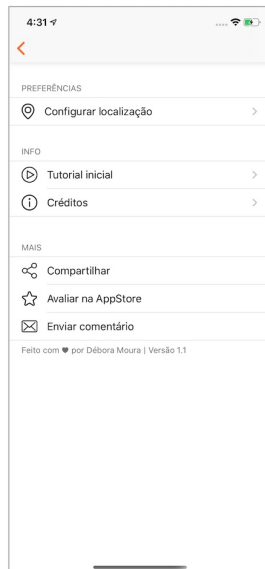 4:31
PREFERÊNCIAS
Configurar localização
INFO
Tutorial inicial
Créditos
MAIS
Compartilhar
Avaliar na AppStore
Enviar comentário
Feito com ♥ por Débora Moura | Versão 1.1